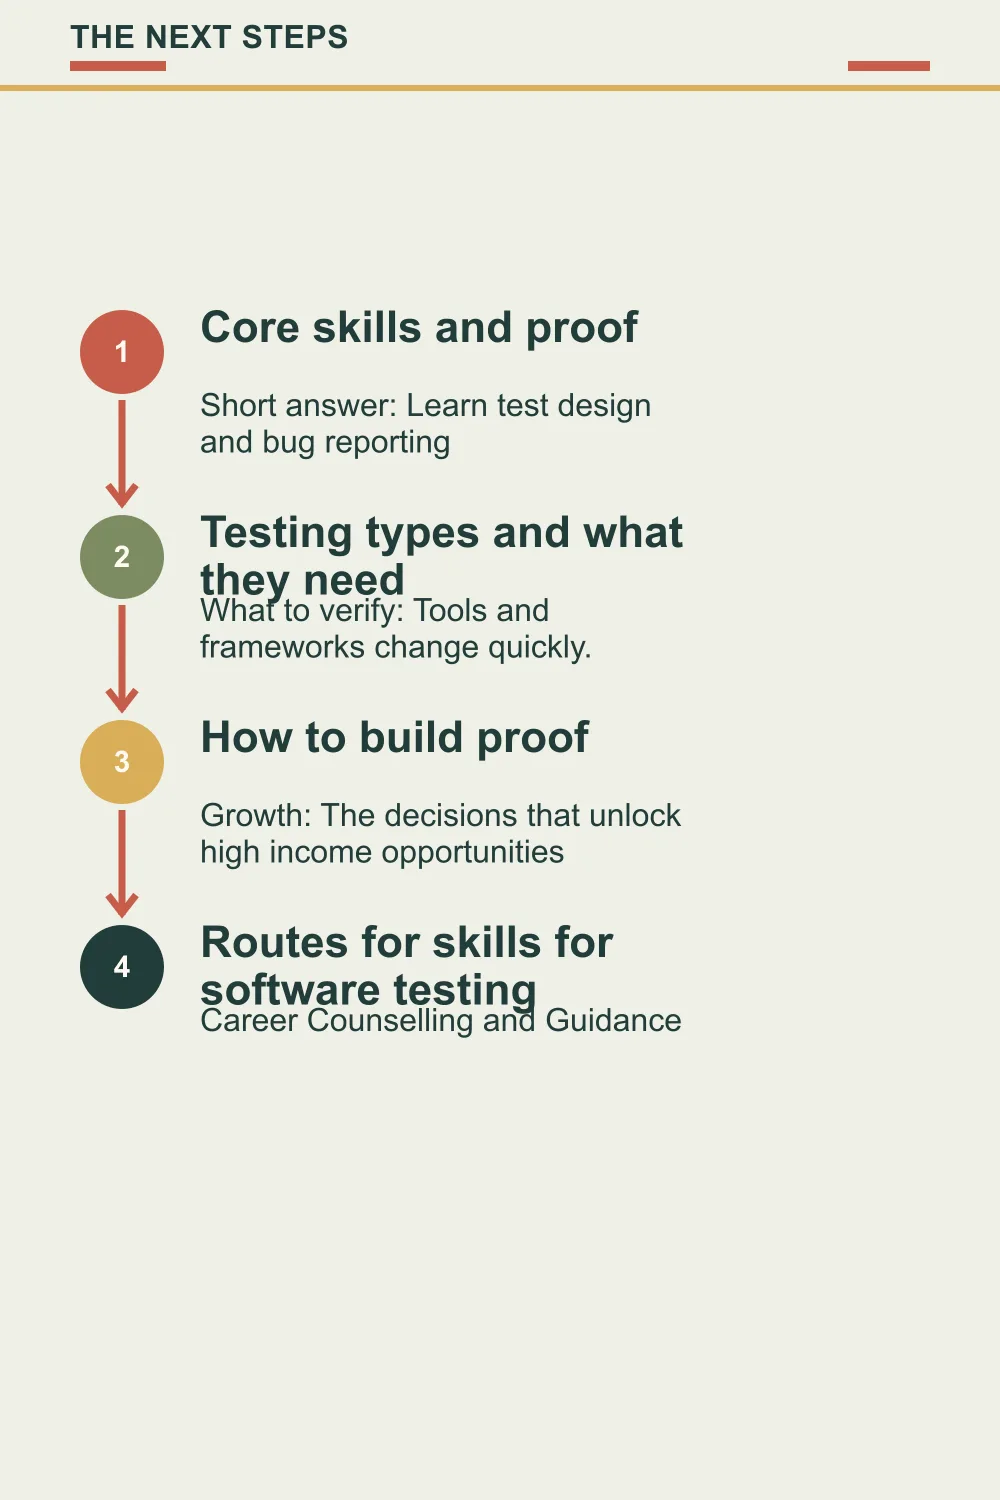 THE NEXT STEPS
1
Core skills and proof
Short answer: Learn test design
and bug reporting
2
Testing types and what
they need
What to verify: Tools and
frameworks change quickly.
3
How to build proof
Growth: The decisions that unlock
high income opportunities
4
Routes for skills for
software testing
Career Counselling and Guidance